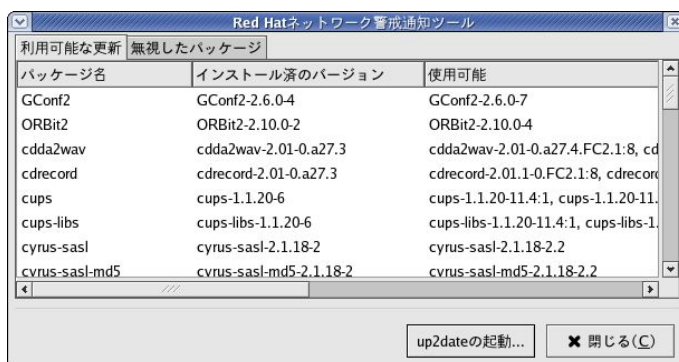 Red Hatネットワーク警戒通知ツール
利用可能な更新 無視したパッケージ
パッケージ名 インストール済のバージョン 使用可能
GConf2 GConf2-2.6.0-4 GConf2-2.6.0-7
ORBit2 ORBit2-2.10.0-2 ORBit2-2.10.0-4
cdda2wav cdda2wav-2.01-0.a27.3 cdda2wav-2.01-0.a27.4.FC2.1:8, cd
cdrecord cdrecord-2.01-0.a27.3 cdrecord-2.01.1-0.FC2.1:8, cdrecord
cups cups-1.1.20-6 cups-1.1.20-11.4:1, cups-1.1.20-11.
cups-libs cups-libs-1.1.20-6 cups-libs-1.1.20-11.4:1, cups-libs-1.
cyrus-sasl cyrus-sasl-2.1.18-2 cyrus-sasl-2.1.18-2.2
cyrus-sasl-md5 cyrus-sasl-md5-2.1.18-2 cyrus-sasl-md5-2.1.18-2.2
up2dateの起動... 閉じる(C)